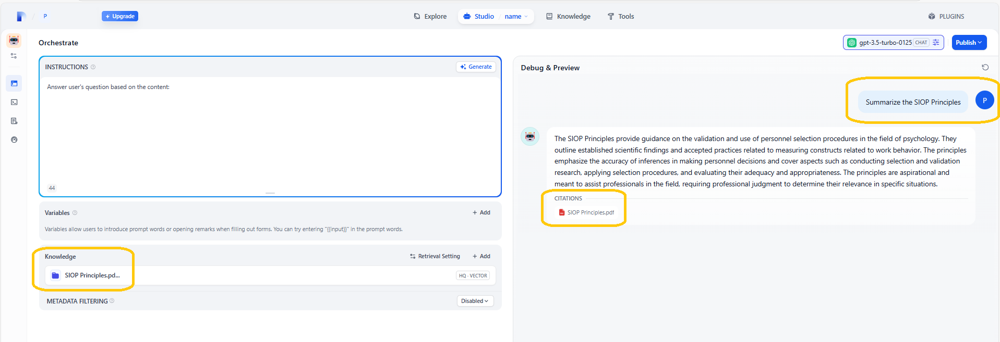 P
Upgrade
Explore
Studio / name
Knowledge
Tools
PLUGINS
Orchestrate
gpt-3.5-turbo-0125 CHAT
Publish
INSTRUCTIONS
Generate
Answer user's question based on the content:
44
Variables
+ Add
Variables allow users to introduce prompt words or opening remarks when filling out forms. You can try entering "{{input}}" in the prompt words.
Knowledge
Retrieval Setting
+ Add
SIOP Principles.pd...
HQ · VECTOR
METADATA FILTERING
Disabled
Debug & Preview
Summarize the SIOP Principles
P
The SIOP Principles provide guidance on the validation and use of personnel selection procedures in the field of psychology. They
outline established scientific findings and accepted practices related to measuring constructs related to work behavior. The principles
emphasize the accuracy of inferences in making personnel decisions and cover aspects such as conducting selection and validation
research, applying selection procedures, and evaluating their adequacy and appropriateness. The principles are aspirational and
meant to assist professionals in the field, requiring professional judgment to determine their relevance in specific situations.
CITATIONS
SIOP Principles.pdf